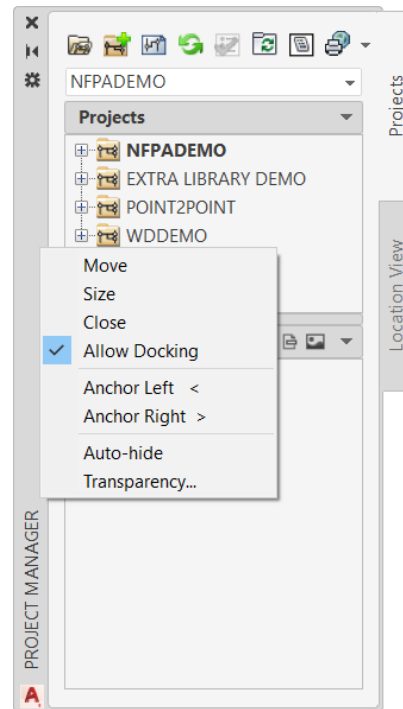 NFPADEMO
Projects
NFPADEMO
EXTRA LIBRARY DEMO
POINT2POINT
WDDEMO
Move
Size
Close
Allow Docking
Anchor Left <
Anchor Right >
Auto-hide
Transparency...
PROJECT MANAGER
A
Projects
Location View